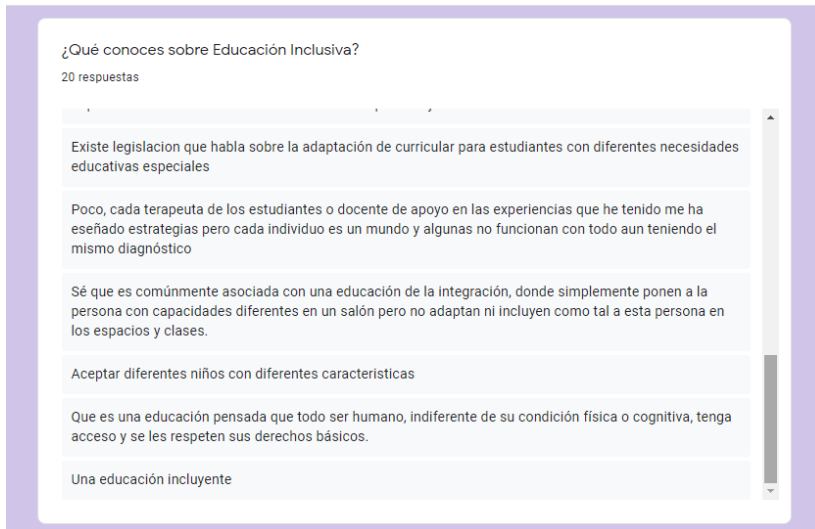 ¿Qué conoces sobre Educación Inclusiva?
20 respuestas
Existe legislacion que habla sobre la adaptación de curricular para estudiantes con diferentes necesidades
educativas especiales
Poco, cada terapeuta de los estudiantes o docente de apoyo en las experiencias que he tenido me ha
eseñado estrategias pero cada individuo es un mundo y algunas no funcionan con todo aun teniendo el
mismo diagnóstico
Sé que es comúnmente asociada con una educación de la integración, donde simplemente ponen a la
persona con capacidades diferentes en un salón pero no adaptan ni incluyen como tal a esta persona en
los espacios y clases.
Aceptar diferentes niños con diferentes caracteristicas
Que es una educación pensada que todo ser humano, indiferente de su condición física o cognitiva, tenga
acceso y se les respeten sus derechos básicos.
Una educación incluyente